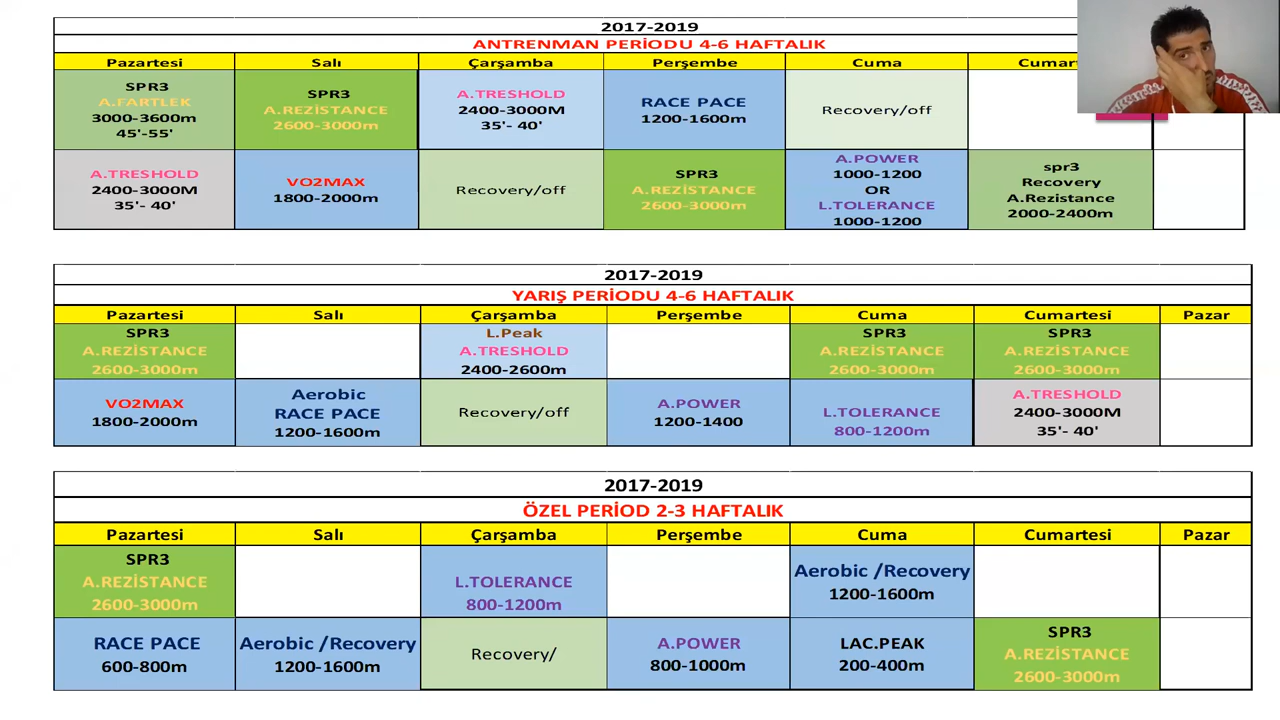 2017-2019
ANTRENMAN PERİODU 4-6 HAFTALIK
Pazartesi Salı Çarşamba Perşembe Cuma Cumart
SPR3
A.FARTLEK
3000-3600m
45'-55'
SPR3
A.REZİSTANCE
2600-3000m
A.TRESHOLD
2400-3000M
35'- 40'
RACE PACE
1200-1600m
Recovery/off
A.TRESHOLD
2400-3000M
35'- 40'
VO2MAX
1800-2000m
Recovery/off
SPR3
A.REZİSTANCE
2600-3000m
A.POWER
1000-1200
OR
L.TOLERANCE
1000-1200
spr3
Recovery
A.Rezistance
2000-2400m
2017-2019
YARIŞ PERİODU 4-6 HAFTALIK
Pazartesi Salı Çarşamba Perşembe Cuma Cumartesi Pazar
SPR3
A.REZİSTANCE
2600-3000m
L.Peak
A.TRESHOLD
2400-2600m
SPR3
A.REZİSTANCE
2600-3000m
SPR3
A.REZİSTANCE
2600-3000m
VO2MAX
1800-2000m
Aerobic
RACE PACE
1200-1600m
Recovery/off
A.POWER
1200-1400
L.TOLERANCE
800-1200m
A.TRESHOLD
2400-3000M
35'- 40'
2017-2019
ÖZEL PERİOD 2-3 HAFTALIK
Pazartesi Salı Çarşamba Perşembe Cuma Cumartesi Pazar
SPR3
A.REZİSTANCE
2600-3000m
L.TOLERANCE
800-1200m
Aerobic /Recovery
1200-1600m
RACE PACE
600-800m
Aerobic /Recovery
1200-1600m
Recovery/
A.POWER
800-1000m
LAC.PEAK
200-400m
SPR3
A.REZİSTANCE
2600-3000m